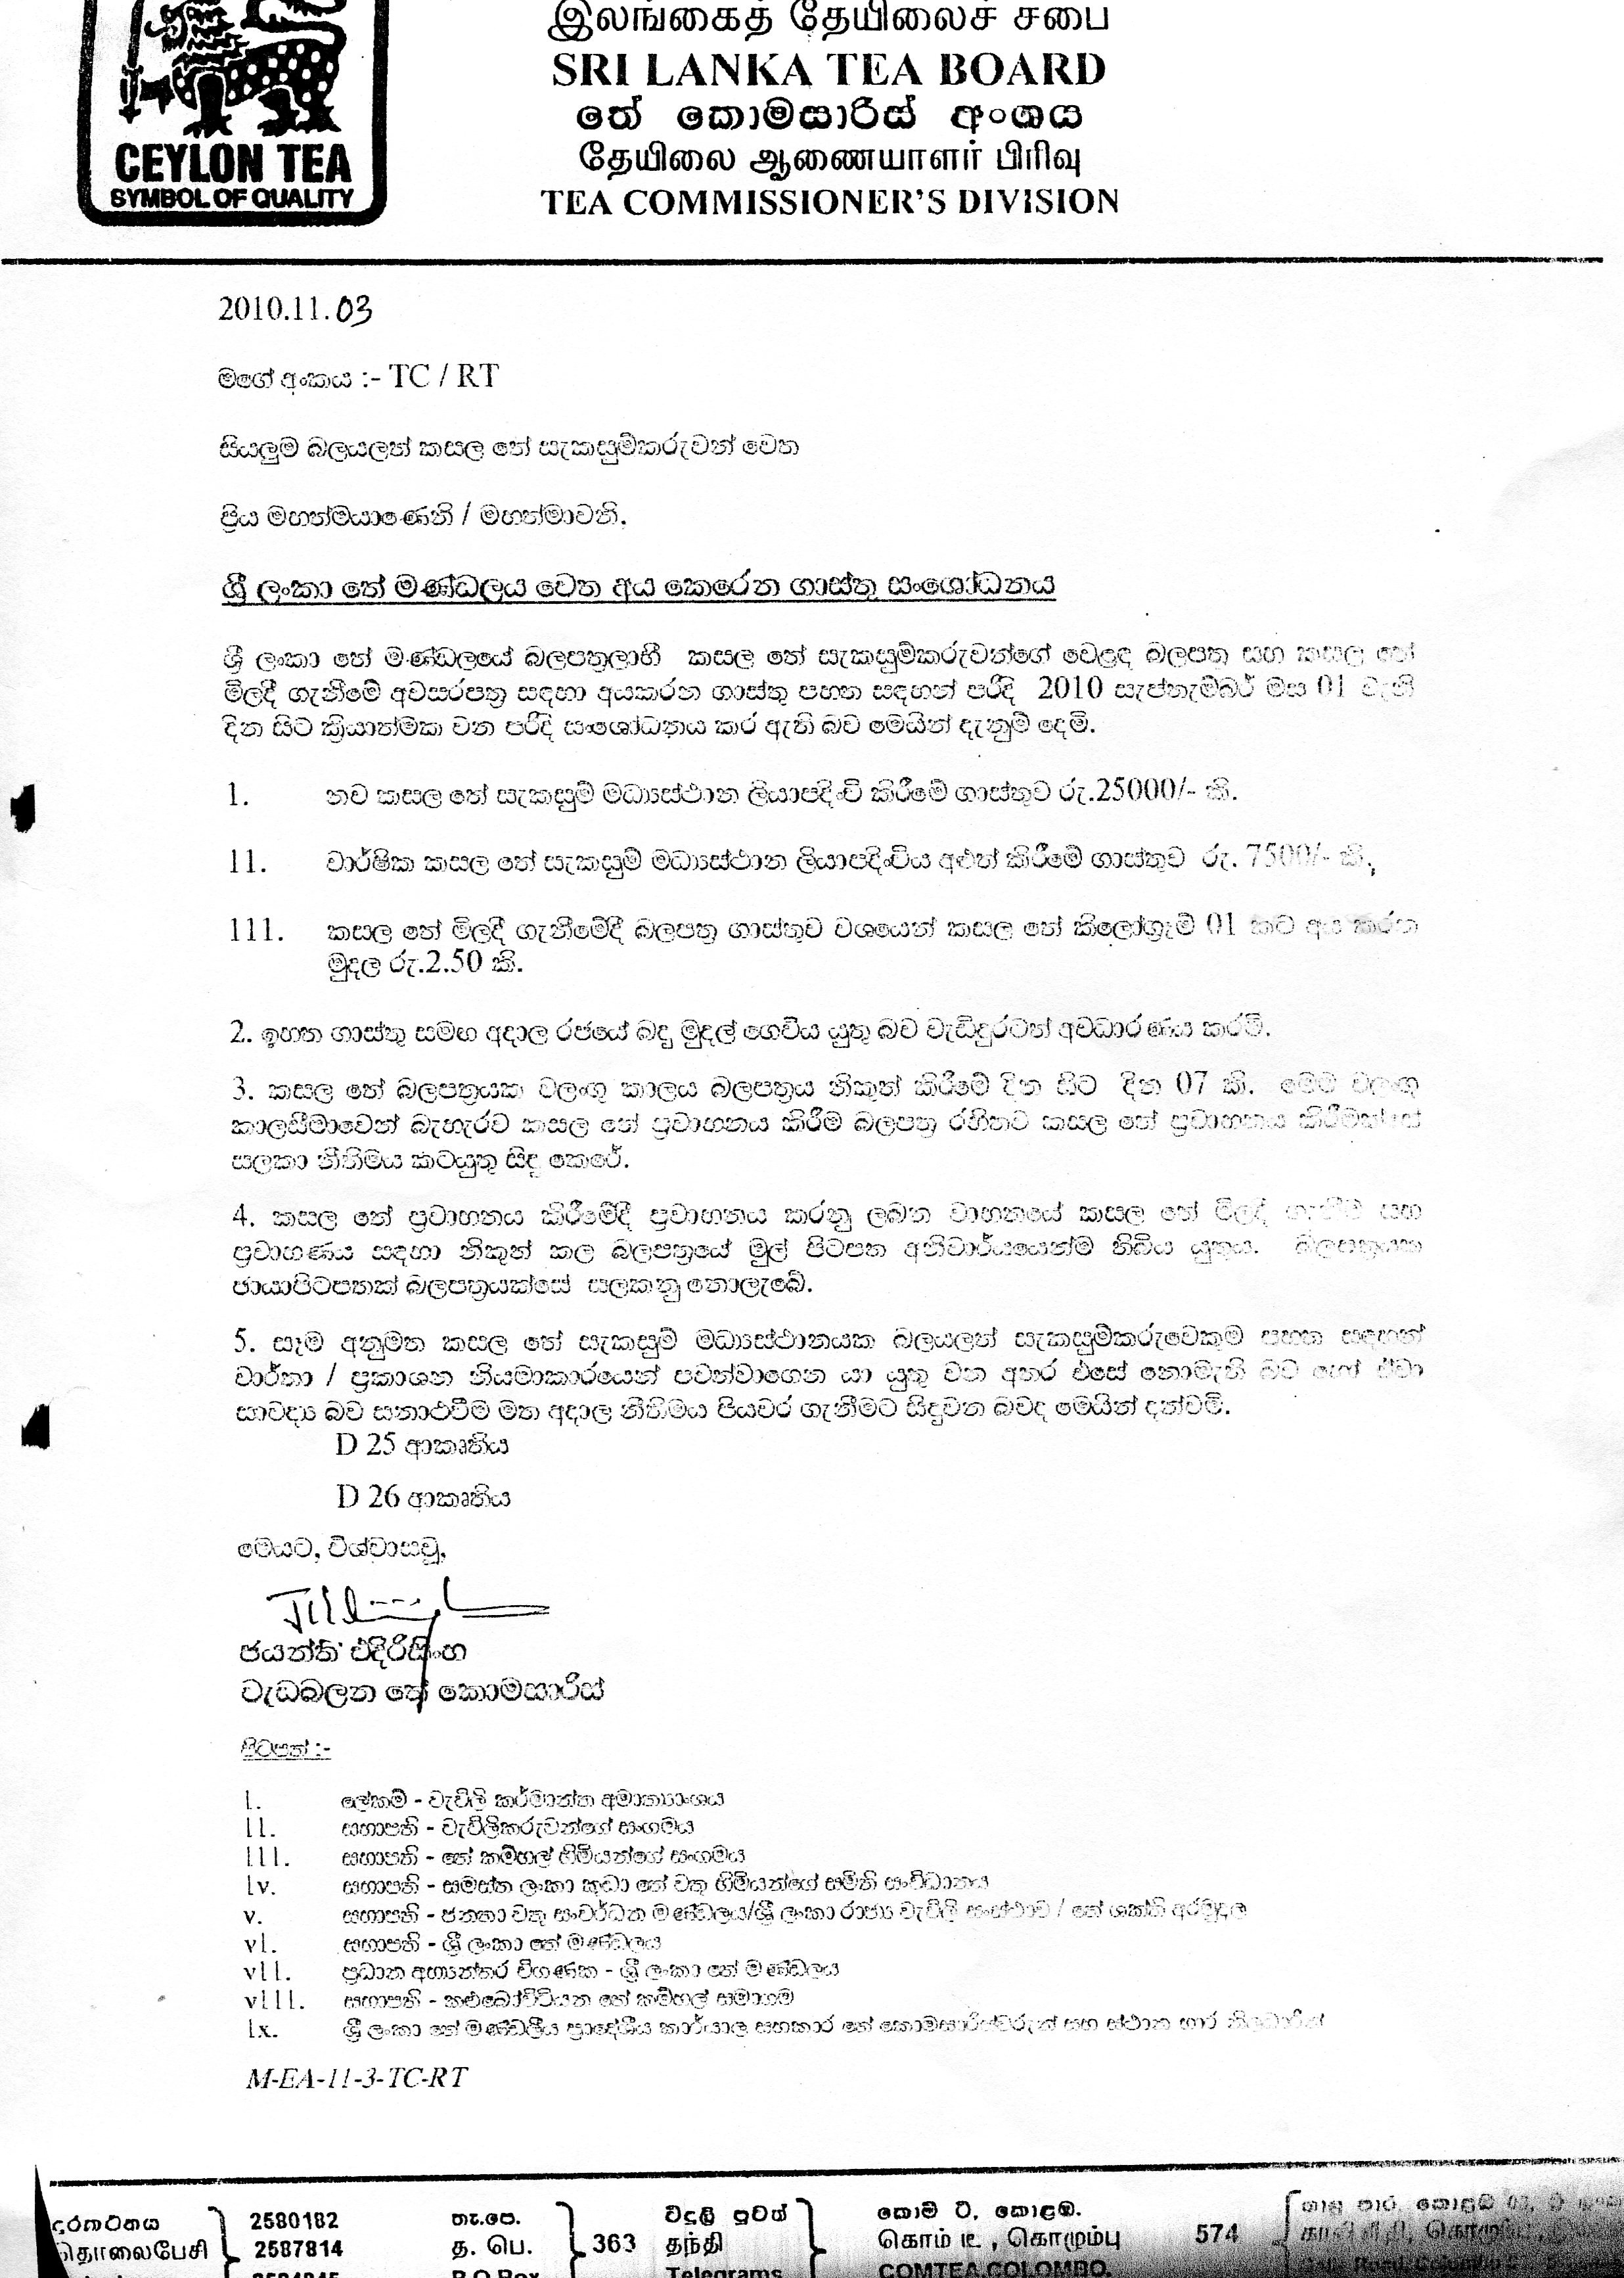 இலங்கைத் தேயிலைச் சபை
SRI LANKA TEA BOARD
තේ කොමසාරිස් අංශය
தேயிலை ஆணையாளர் பிரிவு
TEA COMMISSIONER'S DIVISION
CEYLON TEA
SYMBOL OF QUALITY
2010.11.03
මගේ අංකය :- TC / RT
සියලුම බලයලත් කසල තේ සැකසුම්කරුවන් වෙත
ප්‍රිය මහත්මයාණෙනි / මහත්මාවනි,
ශ්‍රී ලංකා තේ මණ්ඩලය වෙත අය කෙරෙන ගාස්තු සංශෝධනය
ශ්‍රී ලංකා තේ මණ්ඩලයේ බලපත්‍රලාභී කසල තේ සැකසුම්කරුවන්ගේ වෙළඳ බලපත්‍ර සහ කසල තේ
මිලදී ගැනීමේ අවසරපත්‍ර සඳහා අයකරන ගාස්තු පහත සඳහන් පරිදි 2010 සැප්තැම්බර් මස 01 වැනි
දින සිට ක්‍රියාත්මක වන පරිදි සංශෝධනය කර ඇති බව මෙයින් දැනුම් දෙමි.
1. නව කසල තේ සැකසුම් මධ්‍යස්ථාන ලියාපදිංචි කිරීමේ ගාස්තුව රු.25000/- කි.
11. වාර්ෂික කසල තේ සැකසුම් මධ්‍යස්ථාන ලියාපදිංචිය අළුත් කිරීමේ ගාස්තුව රු. 7500/- කි.
111. කසල තේ මිලදී ගැනීමේදී බලපත්‍ර ගාස්තුව වශයෙන් කසල තේ කිලෝග්‍රෑම් 01 කට අය කරන
මුදල රු.2.50 කි.
2. ඉහත ගාස්තු සමඟ අදාල රජයේ බදු මුදල් ගෙවිය යුතු බව වැඩිදුරටත් අවධාරණය කරමි.
3. කසල තේ බලපත්‍රයක වලංගු කාලය බලපත්‍රය නිකුත් කිරීමේ දින සිට දින 07 කි. මෙම වලංගු
කාලසීමාවෙන් බැහැරව කසල තේ ප්‍රවාහනය කිරීම බලපත්‍ර රහිතව කසල තේ ප්‍රවාහනය කිරීමක්සේ
සලකා නීතිමය කටයුතු සිදු කෙරේ.
4. කසල තේ ප්‍රවාහනය කිරීමේදී ප්‍රවාහනය කරනු ලබන වාහනයේ කසල තේ මිලදී ගැනීම සහ
ප්‍රවාහණය සඳහා නිකුත් කල බලපත්‍රයේ මුල් පිටපත අනිවාර්යයෙන්ම තිබිය යුතුය. බලපත්‍රයක
ඡායාපිටපතක් බලපත්‍රයක්සේ සලකනු නොලැබේ.
5. සෑම අනුමත කසල තේ සැකසුම් මධ්‍යස්ථානයක බලයලත් සැකසුම්කරුවෙකුම පහත සඳහන්
වාර්තා / ප්‍රකාශන නියමාකාරයෙන් පවත්වාගෙන යා යුතු වන අතර එසේ නොමැති බව හෝ ඒවා
සාවද්‍ය බව සනාථවීම මත අදාල නීතිමය පියවර ගැනීමට සිදුවන බවද මෙයින් දන්වමි.
D 25 ආකෘතිය
D 26 ආකෘතිය
මෙයට, විශ්වාසවූ,
ජයන්ති එදිරිසිංහ
වැඩබලන තේ කොමසාරිස්
පිටපත් :-
1. ලේකම් - වැවිලි කර්මාන්ත අමාත්‍යාංශය
11. සභාපති - වැවිලිකරුවන්ගේ සංගමය
111. සභාපති - තේ කම්හල් හිමියන්ගේ සංගමය
1v. සභාපති - සමස්ත ලංකා කුඩා තේ වතු හිමියන්ගේ සමිති සංවිධානය
v. සභාපති - ජනතා වතු සංවර්ධන මණ්ඩලය/ශ්‍රී ලංකා රාජ්‍ය වැවිලි සංස්ථාව / තේ ශක්ති අරමුදල
v1. සභාපති - ශ්‍රී ලංකා තේ මණ්ඩලය
v11. ප්‍රධාන අභ්‍යන්තර විගණක - ශ්‍රී ලංකා තේ මණ්ඩලය
v111. සභාපති - කළුබෝවිටියන තේ කම්හල් සමාගම
1x. ශ්‍රී ලංකා තේ මණ්ඩලීය ප්‍රාදේශීය කාර්යාල සහකාර තේ කොමසාරිස්වරුන් සහ ස්ථාන භාර නිලධාරීන්
M-EA-11-3-TC-RT
දුරකථනය 2580182 තැ.පෙ. විදුලි පුවත් කොම ටී, කොළඹ.
தொலைபேசி 2587814 த. பெ. 363 தந்தி கொம் டீ, கொழும்பு 574
P.O.Box Telegrams COMTEA COLOMBO.